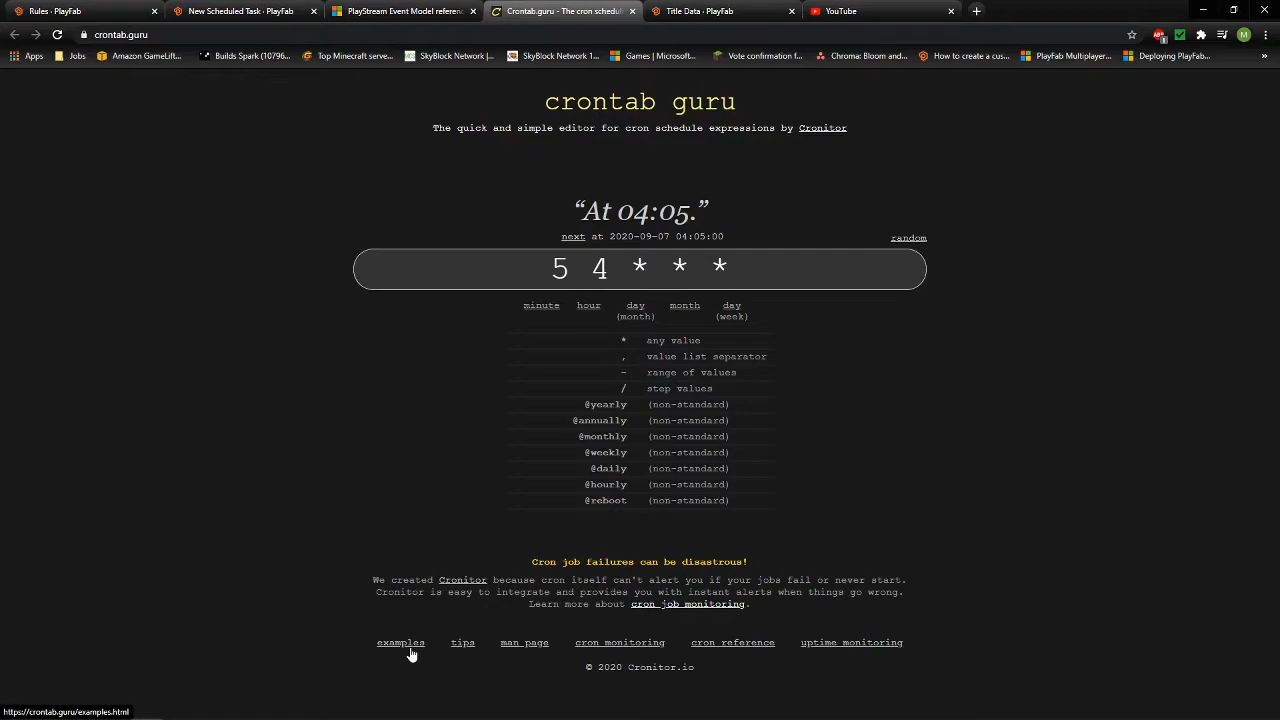 Rules · PlayFab
New Scheduled Task · PlayFab
PlayStream Event Model referen
Crontab.guru - The cron schedule
Title Data · PlayFab
YouTube
crontab.guru
M
Apps
Jobs
Amazon GameLift...
Builds Spark (10796...
Top Minecraft serve...
SkyBlock Network |...
SkyBlock Network 1...
Games | Microsoft...
Vote confirmation f...
Chroma: Bloom and...
How to create a cus...
PlayFab Multiplayer...
Deploying PlayFab...
»
crontab guru
The quick and simple editor for cron schedule expressions by Cronitor
“At 04:05.”
next at 2020-09-07 04:05:00
random
5 4 * * *
minute hour day month day
(month) (week)
* any value
, value list separator
- range of values
/ step values
@yearly (non-standard)
@annually (non-standard)
@monthly (non-standard)
@weekly (non-standard)
@daily (non-standard)
@hourly (non-standard)
@reboot (non-standard)
Cron job failures can be disastrous!
We created Cronitor because cron itself can't alert you if your jobs fail or never start.
Cronitor is easy to integrate and provides you with instant alerts when things go wrong.
Learn more about cron job monitoring.
examples tips man page cron monitoring cron reference uptime monitoring
© 2020 Cronitor.io
https://crontab.guru/examples.html